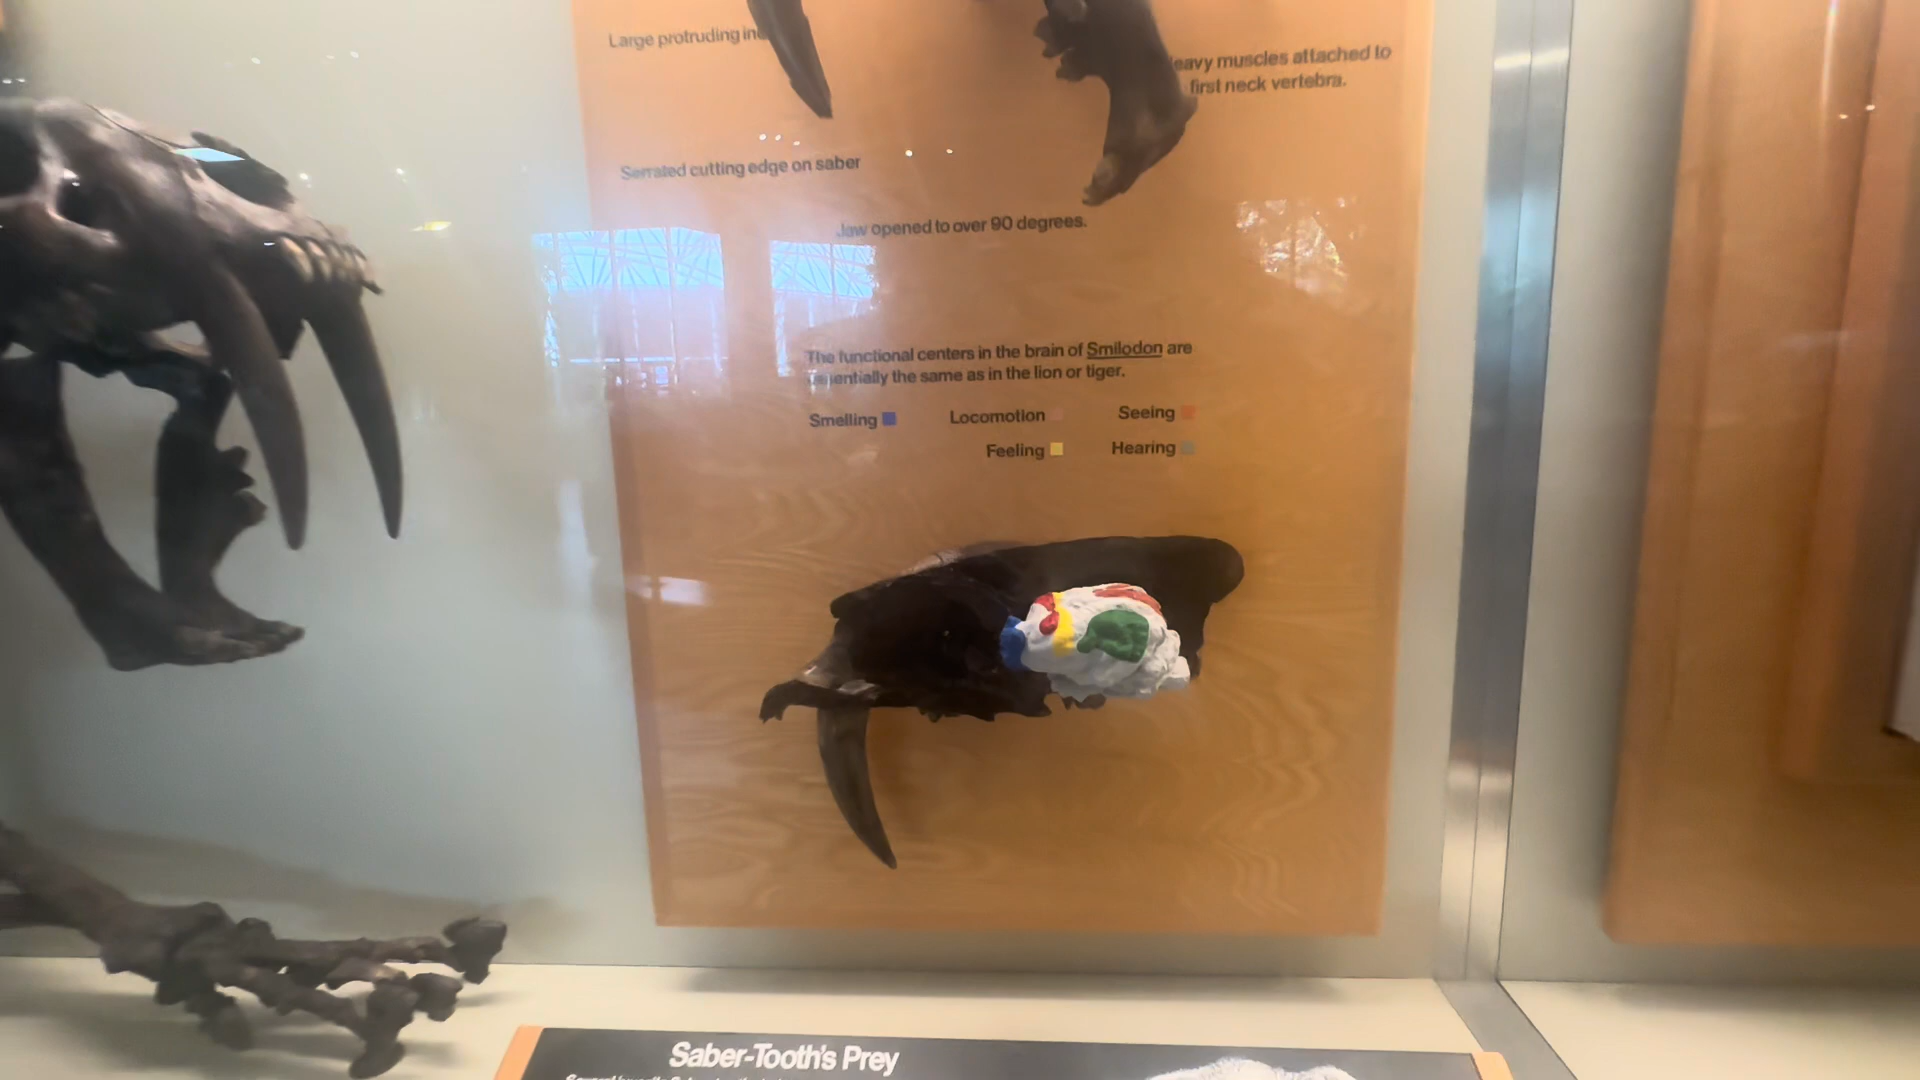 Large protruding
heavy muscles attached to
first neck vertebra.
Serrated cutting edge on saber
Jaw opened to over 90 degrees.
The functional centers in the brain of Smilodon are
essentially the same as in the lion or tiger.
Smelling Locomotion Seeing
Feeling Hearing
Saber-Tooth's Prey